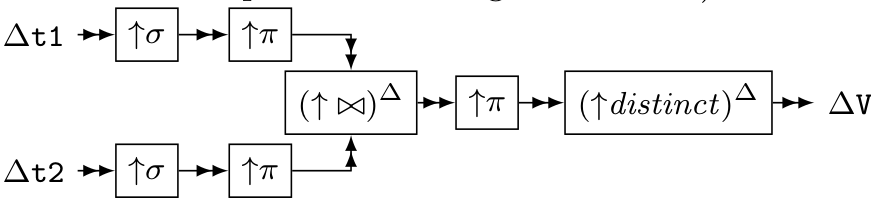 Δt1 ↑σ ↑π
(↑ ⋈)^Δ ↑π (↑distinct)^Δ ΔV
Δt2 ↑σ ↑π